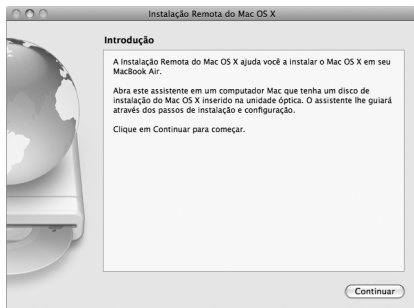 Instalação Remota do Mac OS X
Introdução
A Instalação Remota do Mac OS X ajuda você a instalar o Mac OS X em seu
MacBook Air.
Abra este assistente em um computador Mac que tenha um disco de
instalação do Mac OS X inserido na unidade óptica. O assistente lhe guiará
através dos passos de instalação e configuração.
Clique em Continuar para começar.
Continuar